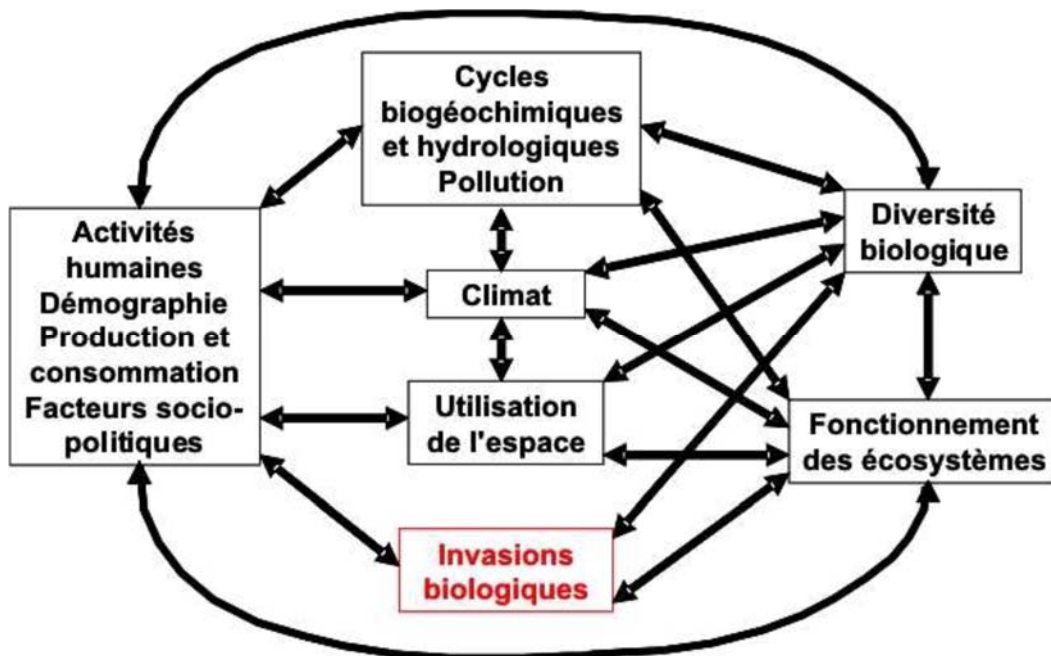 Cycles
biogéochimiques
et hydrologiques
Pollution
Activités
humaines
Démographie
Production et
consommation
Facteurs socio-
politiques
Climat
Utilisation
de l'espace
Invasions
biologiques
Diversité
biologique
Fonctionnement
des écosystèmes